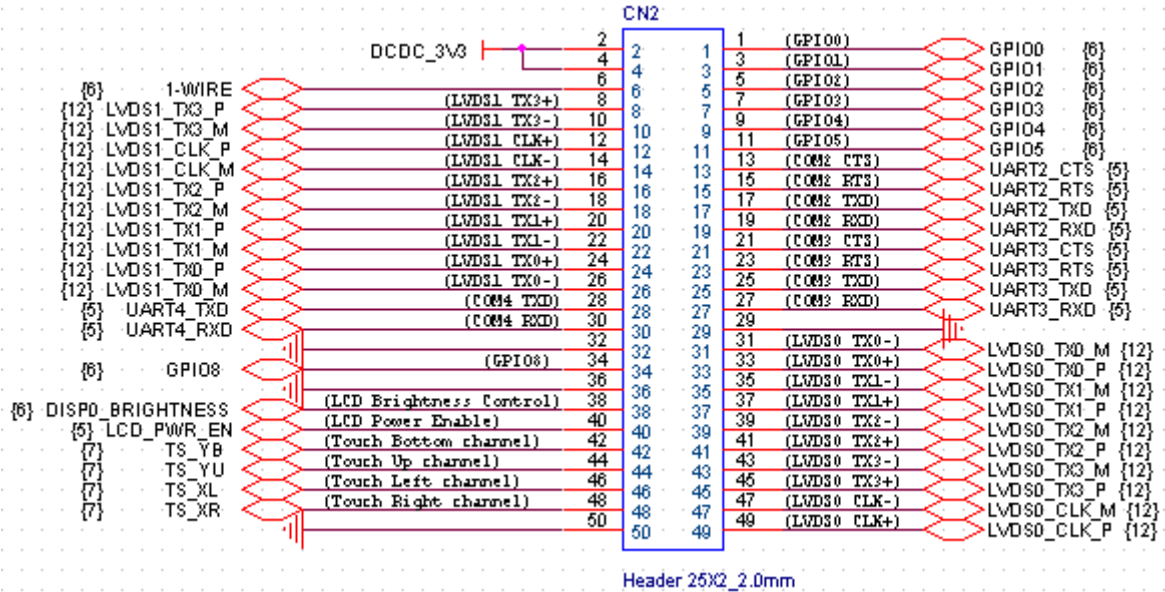 CN2
DCDC_3V3 2 2 1 1 (GPIO0) GPIO0 {6}
4 4 3 3 (GPIO1) GPIO1 {6}
{6} 1-WIRE 6 6 5 5 (GPIO2) GPIO2 {6}
{12} LVDS1_TX3_P (LVDS1 TX3+) 8 8 7 7 (GPIO3) GPIO3 {6}
{12} LVDS1_TX3_M (LVDS1 TX3-) 10 10 9 9 (GPIO4) GPIO4 {6}
{12} LVDS1_CLK_P (LVDS1 CLK+) 12 12 11 11 (GPIO5) GPIO5 {6}
{12} LVDS1_CLK_M (LVDS1 CLK-) 14 14 13 13 (COM2 CTS) UART2_CTS {5}
{12} LVDS1_TX2_P (LVDS1 TX2+) 16 16 15 15 (COM2 RTS) UART2_RTS {5}
{12} LVDS1_TX2_M (LVDS1 TX2-) 18 18 17 17 (COM2 TXD) UART2_TXD {5}
{12} LVDS1_TX1_P (LVDS1 TX1+) 20 20 19 19 (COM2 RXD) UART2_RXD {5}
{12} LVDS1_TX1_M (LVDS1 TX1-) 22 22 21 21 (COM3 CTS) UART3_CTS {5}
{12} LVDS1_TX0_P (LVDS1 TX0+) 24 24 23 23 (COM3 RTS) UART3_RTS {5}
{12} LVDS1_TX0_M (LVDS1 TX0-) 26 26 25 25 (COM3 TXD) UART3_TXD {5}
{5} UART4_TXD (COM4 TXD) 28 28 27 27 (COM3 RXD) UART3_RXD {5}
{5} UART4_RXD (COM4 RXD) 30 30 29 29
32 32 31 31 (LVDS0 TX0-) LVDS0_TX0_M {12}
{6} GPIO8 (GPIO8) 34 34 33 33 (LVDS0 TX0+) LVDS0_TX0_P {12}
36 36 35 35 (LVDS0 TX1-) LVDS0_TX1_M {12}
{6} DISP0_BRIGHTNESS (LCD Brightness Control) 38 38 37 37 (LVDS0 TX1+) LVDS0_TX1_P {12}
{5} LCD_PWR_EN (LCD Power Enable) 40 40 39 39 (LVDS0 TX2-) LVDS0_TX2_M {12}
{7} TS_YB (Touch Bottom channel) 42 42 41 41 (LVDS0 TX2+) LVDS0_TX2_P {12}
{7} TS_YU (Touch Up channel) 44 44 43 43 (LVDS0 TX3-) LVDS0_TX3_M {12}
{7} TS_XL (Touch Left channel) 46 46 45 45 (LVDS0 TX3+) LVDS0_TX3_P {12}
{7} TS_XR (Touch Right channel) 48 48 47 47 (LVDS0 CLK-) LVDS0_CLK_M {12}
50 50 49 49 (LVDS0 CLK+) LVDS0_CLK_P {12}
Header 25X2_2.0mm